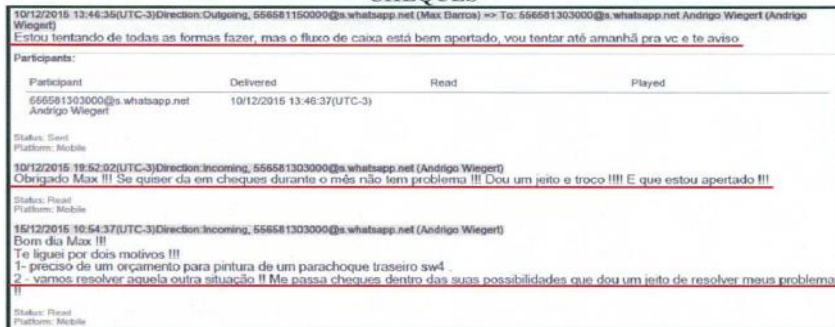 CHEQUES
10/12/2015 13:46:35(UTC-3)Direction:Outgoing, 556581150000@s.whatsapp.net (Max Barros) => To: 556581303000@s.whatsapp.net Andrigo Wiegert (Andrigo
Wiegert)
Estou tentando de todas as formas fazer, mas o fluxo de caixa está bem apertado, vou tentar até amanhã pra vc e te aviso
Participants:
Participant Delivered Read Played
556581303000@s.whatsapp.net 10/12/2015 13:46:37(UTC-3)
Andrigo Wiegert
Status: Sent
Platform: Mobile
10/12/2015 19:52:02(UTC-3)Direction:Incoming, 556581303000@s.whatsapp.net (Andrigo Wiegert)
Obrigado Max !!! Se quiser da em cheques durante o mês não tem problema !!! Dou um jeito e troco !!!! E que estou apertado !!!
Status: Read
Platform: Mobile
15/12/2015 10:54:37(UTC-3)Direction:Incoming, 556581303000@s.whatsapp.net (Andrigo Wiegert)
Bom dia Max !!!
Te liguei por dois motivos !!!
1- preciso de um orçamento para pintura de um parachoque traseiro sw4 .
2 - vamos resolver aquela outra situação !! Me passa cheques dentro das suas possibilidades que dou um jeito de resolver meus problemas
!!
Status: Read
Platform: Mobile